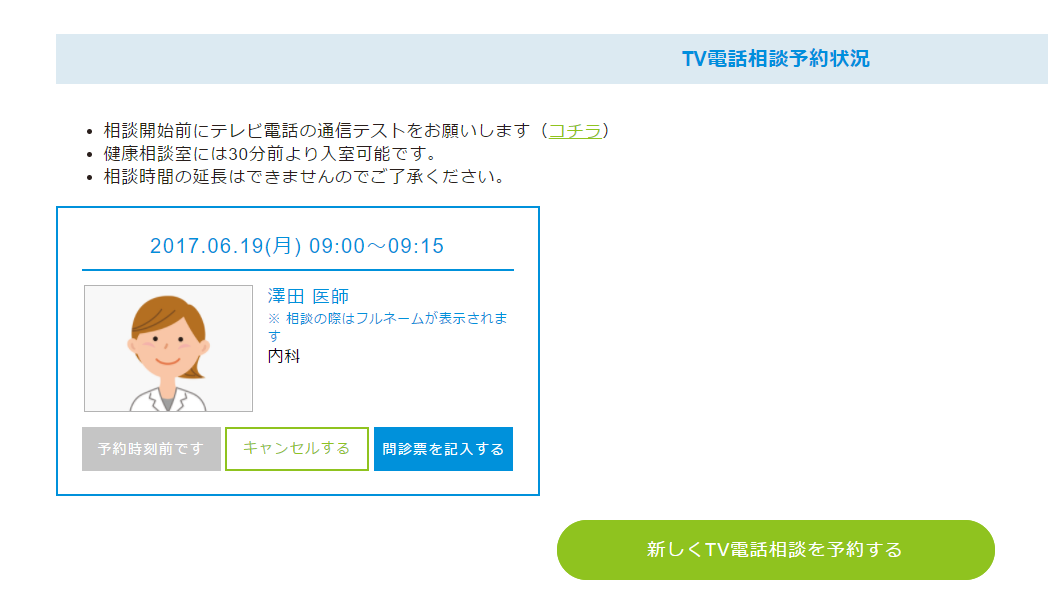 TV電話相談予約状況
• 相談開始前にテレビ電話の通信テストをお願いします（コチラ）
• 健康相談室には30分前より入室可能です。
• 相談時間の延長はできませんのでご了承ください。
2017.06.19(月) 09:00～09:15
澤田 医師
※ 相談の際はフルネームが表示されま
す
内科
予約時刻前です
キャンセルする
問診票を記入する
新しくTV電話相談を予約する